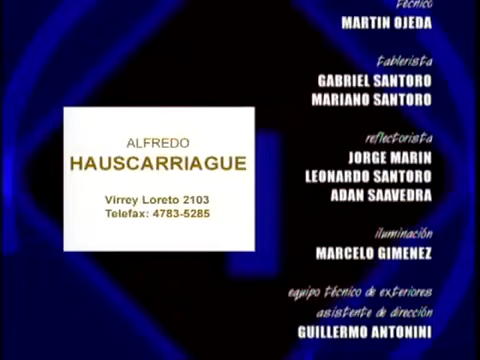 técnico
MARTIN OJEDA
tablerista
GABRIEL SANTORO
MARIANO SANTORO
reflectorista
JORGE MARIN
LEONARDO SANTORO
ADAN SAAVEDRA
iluminación
MARCELO GIMENEZ
equipo técnico de exteriores
asistente de dirección
GUILLERMO ANTONINI
ALFREDO
HAUSCARRIAGUE
Virrey Loreto 2103
Telefax: 4783-5285